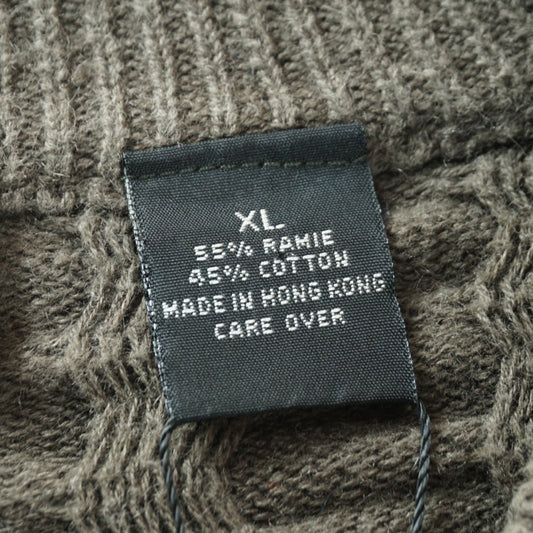 XL
55% RAMIE
45% COTTON
MADE IN HONG KONG
CARE OVER